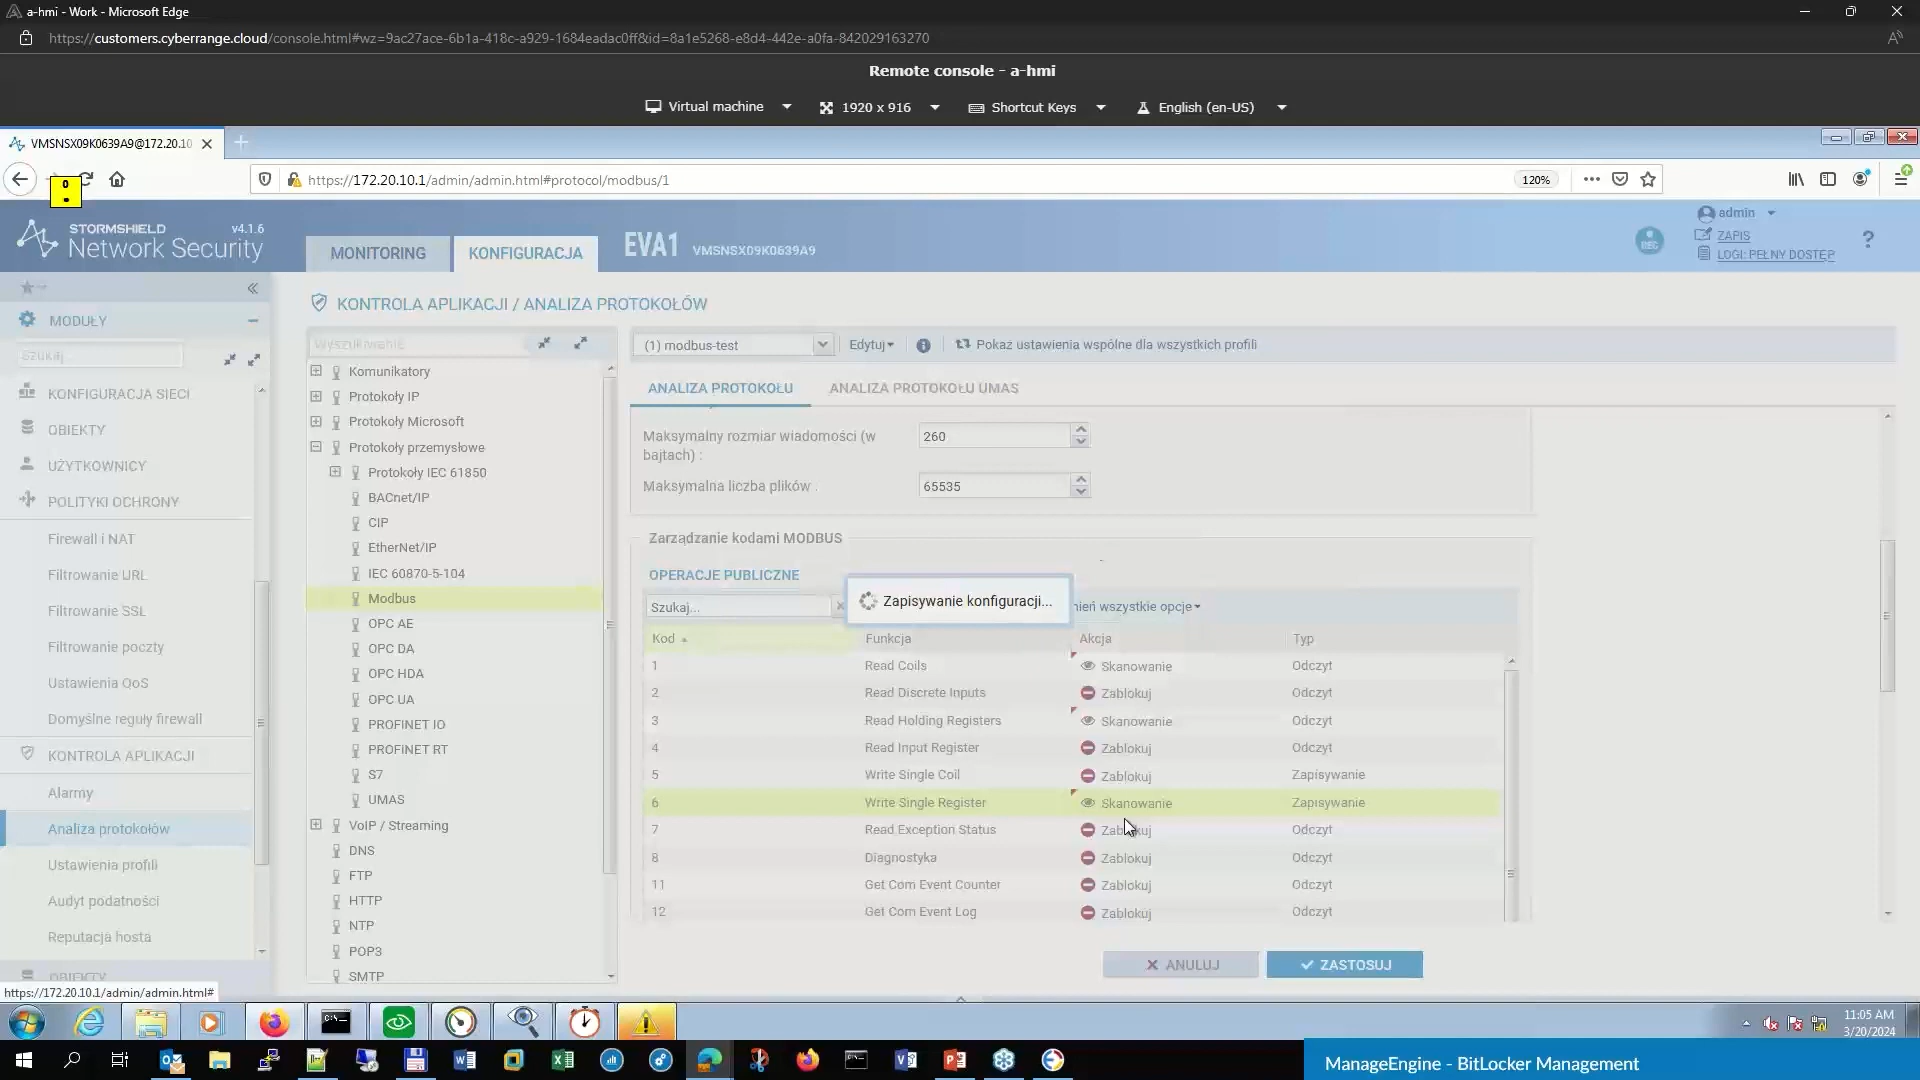 a-hmi - Work - Microsoft Edge
https://customers.cyberrange.cloud/console.html#wz=9ac27ace-6b1a-418c-a929-1684eadac0ff&id=8a1e5268-e8d4-442e-a0fa-842029163270
Remote console - a-hmi
Virtual machine
1920 x 916
Shortcut Keys
English (en-US)
VMSNSX09K0639A9@172.20.10
0
https://172.20.10.1/admin/admin.html#protocol/modbus/1
120%
STORMSHIELD v4.1.6
Network Security
MONITORING
KONFIGURACJA
EVA1 VMSNSX09K0639A9
REC
admin
ZAPIS
LOGI: PEŁNY DOSTĘP
?
MODUŁY
Szukaj...
KONFIGURACJA SIECI
OBIEKTY
UŻYTKOWNICY
POLITYKI OCHRONY
Firewall i NAT
Filtrowanie URL
Filtrowanie SSL
Filtrowanie poczty
Ustawienia QoS
Domyślne reguły firewall
KONTROLA APLIKACJI
Alarmy
Analiza protokołów
Ustawienia profili
Audyt podatności
Reputacja hosta
OBIEKTY
https://172.20.10.1/admin/admin.html#
KONTROLA APLIKACJI / ANALIZA PROTOKOŁÓW
Wyszukiwanie
Komunikatory
Protokoły IP
Protokoły Microsoft
Protokoły przemysłowe
Protokoły IEC 61850
BACnet/IP
CIP
EtherNet/IP
IEC 60870-5-104
Modbus
OPC AE
OPC DA
OPC HDA
OPC UA
PROFINET IO
PROFINET RT
S7
UMAS
VoIP / Streaming
DNS
FTP
HTTP
NTP
POP3
SMTP
(1) modbus-test
Edytuj
Pokaż ustawienia wspólne dla wszystkich profili
ANALIZA PROTOKOŁU
ANALIZA PROTOKOŁU UMAS
Maksymalny rozmiar wiadomości (w bajtach) :
260
Maksymalna liczba plików :
65535
Zarządzanie kodami MODBUS
OPERACJE PUBLICZNE
Szukaj...
Zapisywanie konfiguracji...
mień wszystkie opcje
Kod Funkcja Akcja Typ
1 Read Coils Skanowanie Odczyt
2 Read Discrete Inputs Zablokuj Odczyt
3 Read Holding Registers Skanowanie Odczyt
4 Read Input Register Zablokuj Odczyt
5 Write Single Coil Zablokuj Zapisywanie
6 Write Single Register Skanowanie Zapisywanie
7 Read Exception Status Zablokuj Odczyt
8 Diagnostyka Zablokuj Odczyt
11 Get Com Event Counter Zablokuj Odczyt
12 Get Com Event Log Zablokuj Odczyt
ANULUJ
ZASTOSUJ
11:05 AM
3/20/2024
ManageEngine - BitLocker Management